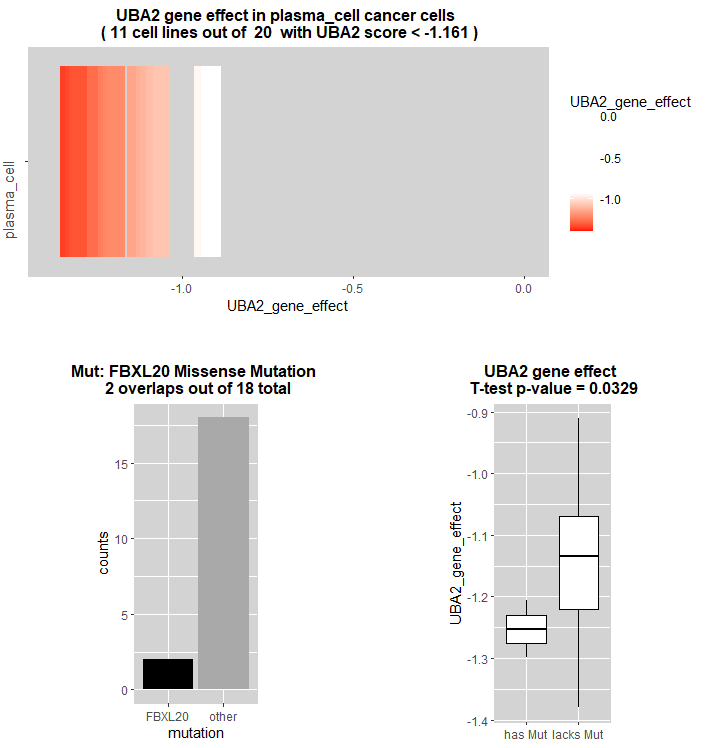 UBA2 gene effect in plasma_cell cancer cells
( 11 cell lines out of  20  with UBA2 score < -1.161 )
plasma_cell
-1.0
-0.5
0.0
UBA2_gene_effect
UBA2_gene_effect
0.0
-0.5
-1.0
Mut: FBXL20 Missense Mutation
2 overlaps out of 18 total
counts
15
10
5
0
FBXL20
other
mutation
UBA2 gene effect
T-test p-value = 0.0329
UBA2_gene_effect
-0.9
-1.0
-1.1
-1.2
-1.3
-1.4
has Mut
lacks Mut